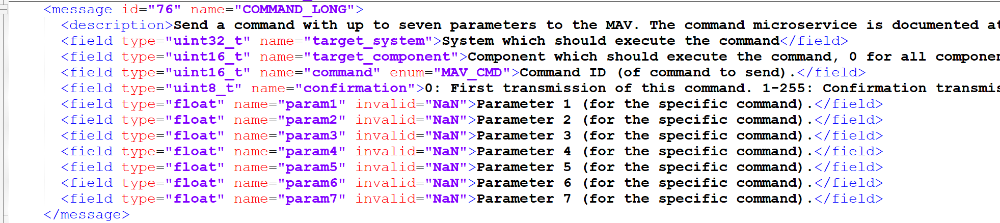 <message id="76" name="COMMAND_LONG">
<description>Send a command with up to seven parameters to the MAV. The command microservice is documented at
<field type="uint32_t" name="target_system">System which should execute the command</field>
<field type="uint16_t" name="target_component">Component which should execute the command, 0 for all componen
<field type="uint16_t" name="command" enum="MAV_CMD">Command ID (of command to send).</field>
<field type="uint8_t" name="confirmation">0: First transmission of this command. 1-255: Confirmation transmis
<field type="float" name="param1" invalid="NaN">Parameter 1 (for the specific command).</field>
<field type="float" name="param2" invalid="NaN">Parameter 2 (for the specific command).</field>
<field type="float" name="param3" invalid="NaN">Parameter 3 (for the specific command).</field>
<field type="float" name="param4" invalid="NaN">Parameter 4 (for the specific command).</field>
<field type="float" name="param5" invalid="NaN">Parameter 5 (for the specific command).</field>
<field type="float" name="param6" invalid="NaN">Parameter 6 (for the specific command).</field>
<field type="float" name="param7" invalid="NaN">Parameter 7 (for the specific command).</field>
</message>